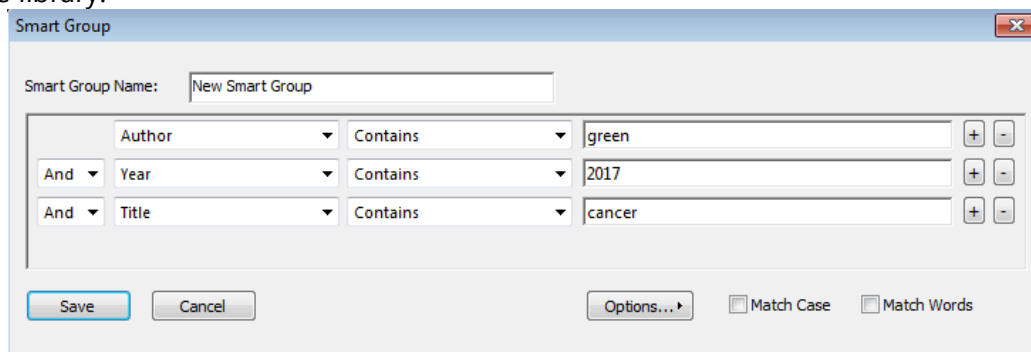 s library.
Smart Group
Smart Group Name: New Smart Group
Author Contains green + -
And Year Contains 2017 + -
And Title Contains cancer + -
Save Cancel Options... Match Case Match Words